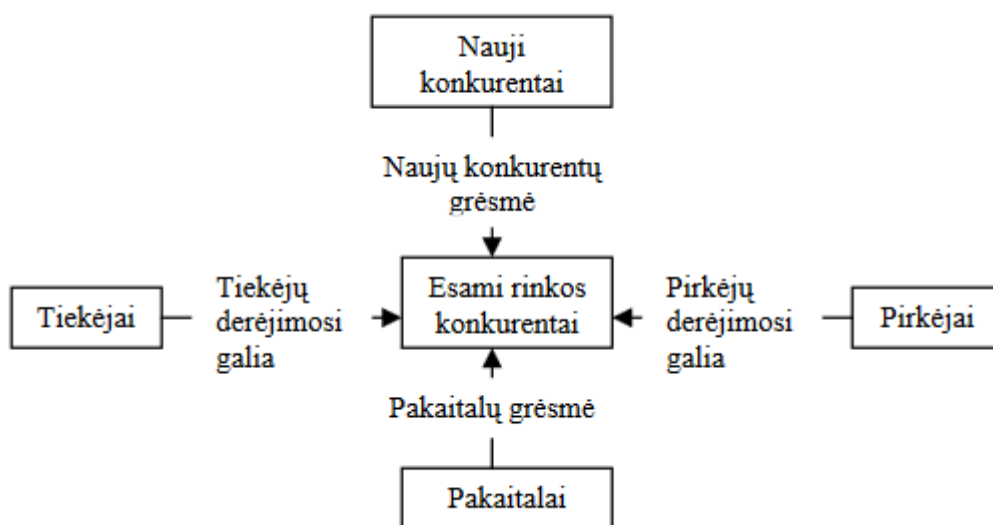 Nauji
konkurentai
Naujų konkurentų
grėsmė
Tiekėjai
Tiekėjų
derėjimosi
galia
Esami rinkos
konkurentai
Pirkėjų
derėjimosi
galia
Pirkėjai
Pakaitalų grėsmė
Pakaitalai